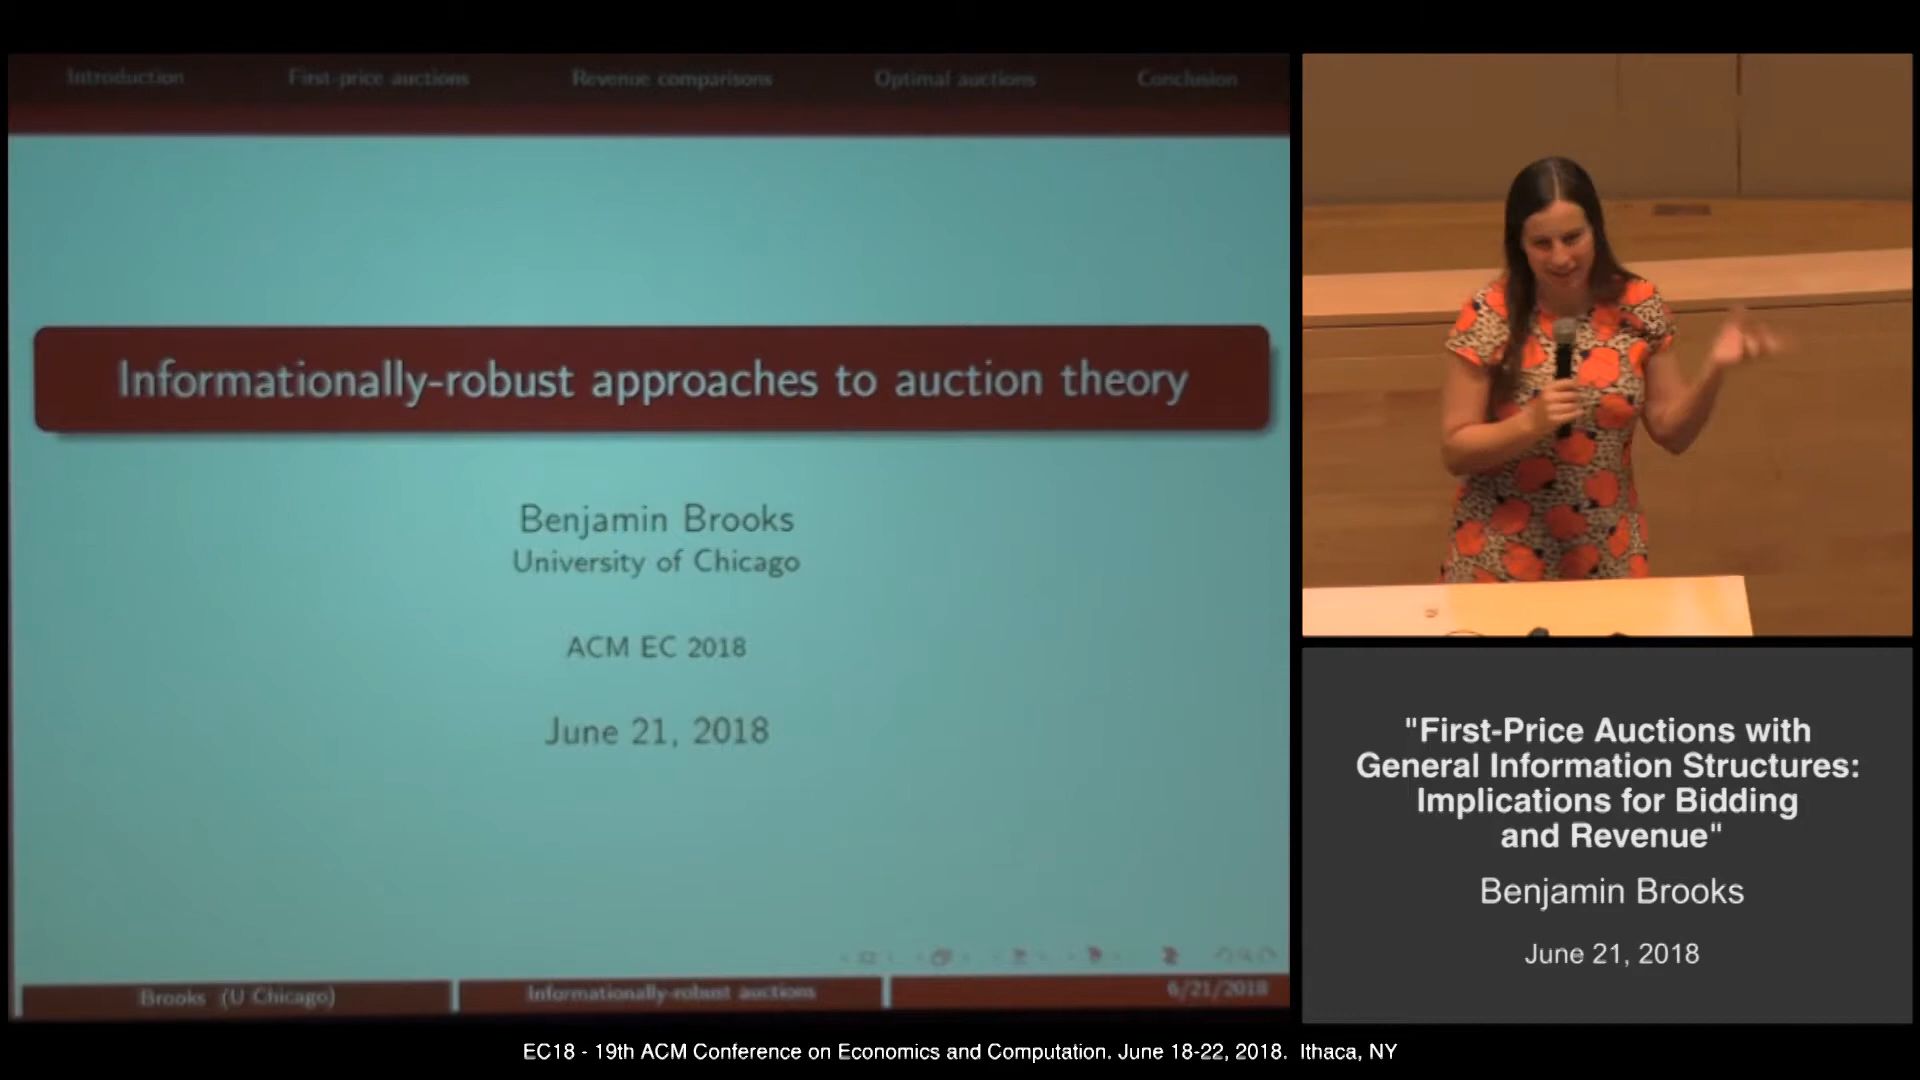 Introduction First-price auctions Revenue comparisons Optimal auctions Conclusion
Informationally-robust approaches to auction theory
Benjamin Brooks
University of Chicago
ACM EC 2018
June 21, 2018
Brooks (U Chicago) Informationally-robust auctions 6/21/2018
"First-Price Auctions with
General Information Structures:
Implications for Bidding
and Revenue"
Benjamin Brooks
June 21, 2018
EC18 - 19th ACM Conference on Economics and Computation. June 18-22, 2018. Ithaca, NY